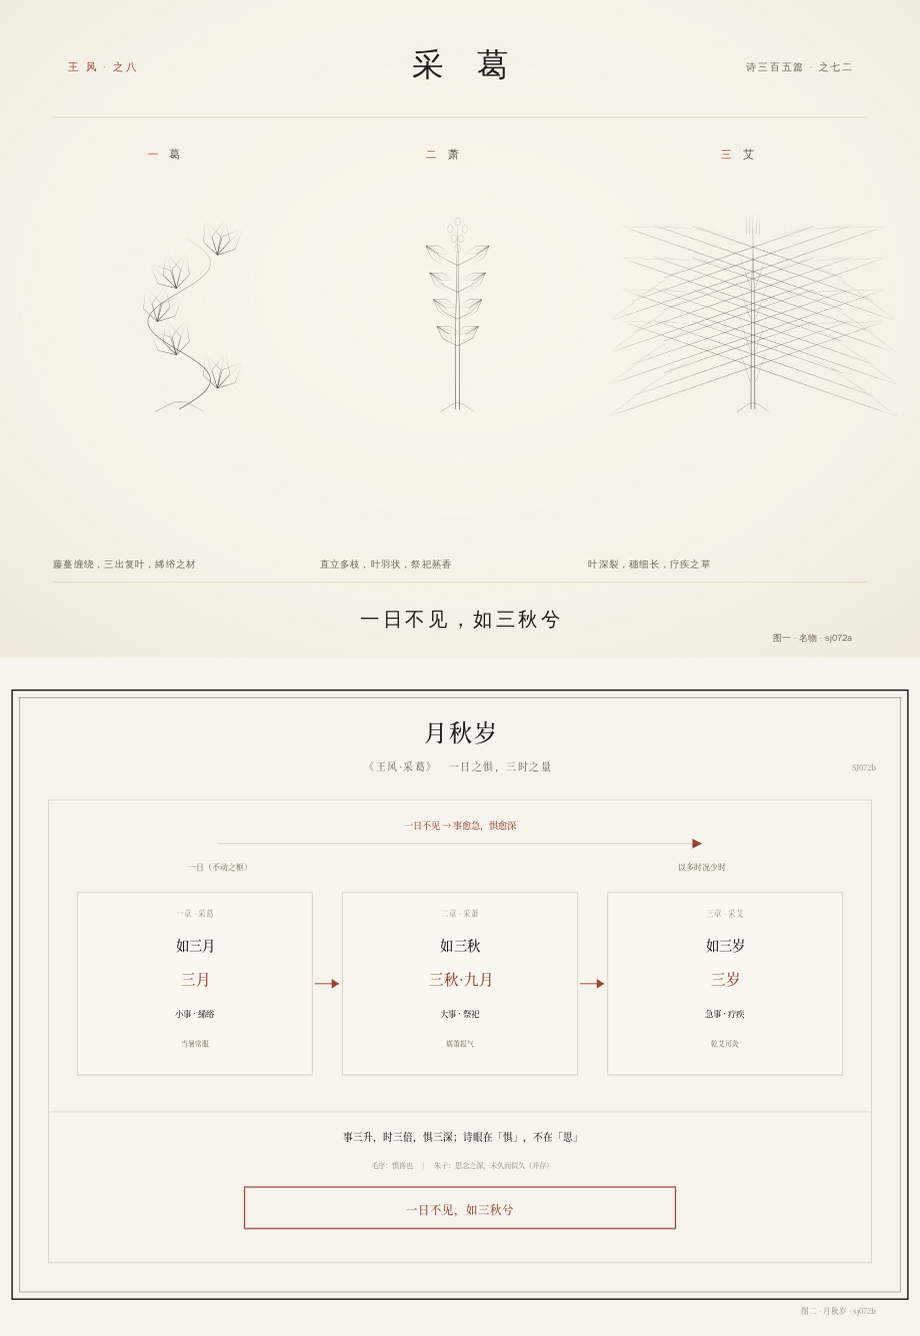 王风·之八
采葛
诗三百五篇 · 之七二
一 葛
二 萧
三 艾
藤蔓缠绕，三出复叶，絺绤之材
直立多枝，叶羽状，祭祀爇香
叶深裂，穗细长，疗疾之草
一日不见，如三秋兮
图一 · 名物 · sj072a
月秋岁
《王风·采葛》 一日之惧，三时之量
SJ072b
一日不见→事愈急，惧愈深
一日（不动之枢）
以多时况少时
一章 · 采葛
如三月
三月
小事 · 絺绤
当暑常服
二章 · 采萧
如三秋
三秋·九月
大事 · 祭祀
焫萧报气
三章 · 采艾
如三岁
三岁
急事 · 疗疾
乾艾可灸
事三升，时三倍，惧三深；诗眼在「惧」，不在「思」
毛序：惧谗也 ｜ 朱子：思念之深，未久而似久（并存）
一日不见，如三秋兮
图二 · 月秋岁 · sj072b